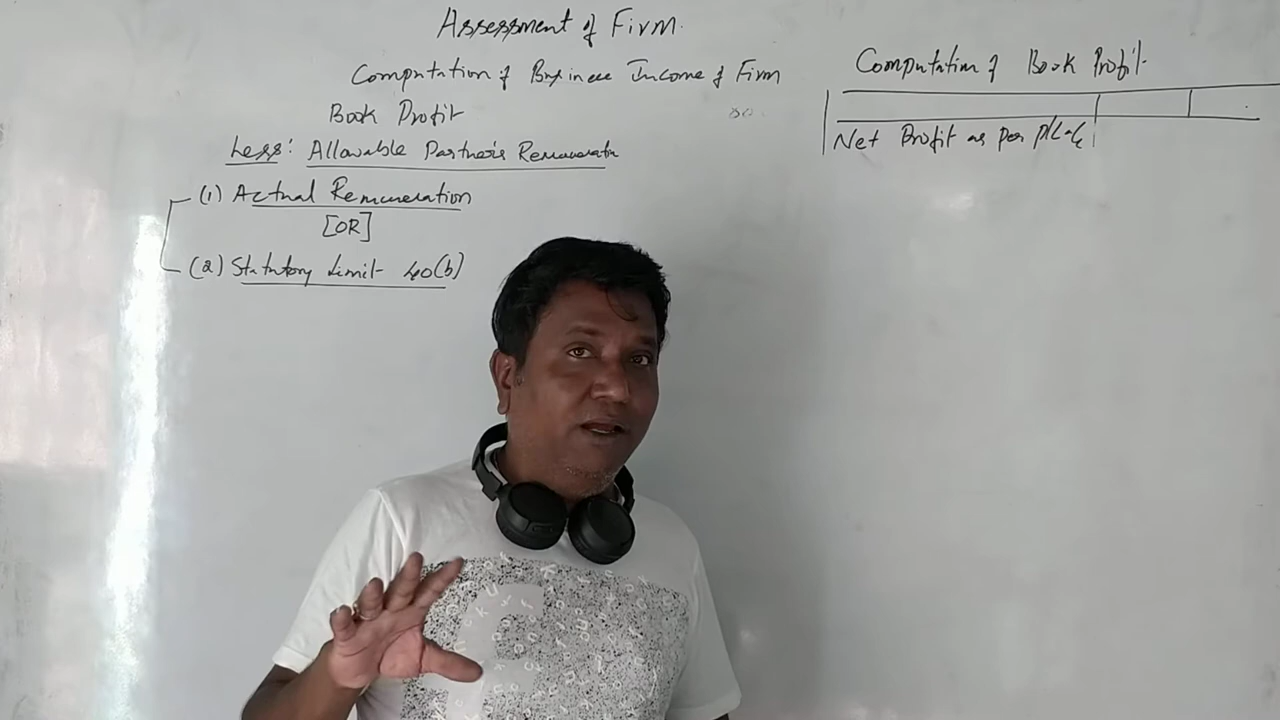 Assessment of Firm.
Computation of Business Income of Firm
Book Profit
Less: Allowable Partner's Remuneratn
(1) Actual Remuneration
[OR]
(2) Statutory Limit 40(b)
Computation of Book Profit.
Net Profit as per P/L a/c